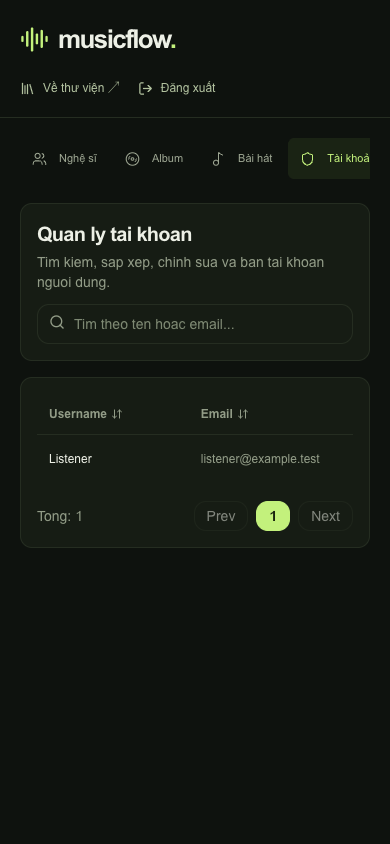 musicflow.
Về thư viện ↗ Đăng xuất
Nghệ sĩ Album Bài hát Tài khoả
Quan ly tai khoan
Tim kiem, sap xep, chinh sua va ban tai khoan
nguoi dung.
Tim theo ten hoac email...
Username Email
Listener listener@example.test
Tong: 1 Prev 1 Next